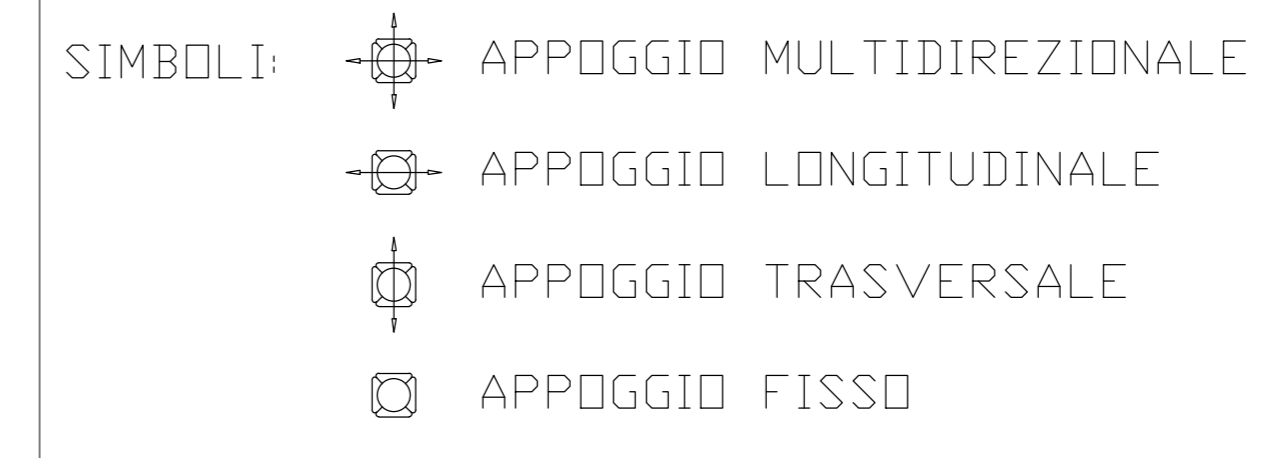 SIMBOLI: APPOGGIO MULTIDIREZIONALE
APPOGGIO LONGITUDINALE
APPOGGIO TRASVERSALE
APPOGGIO FISSO